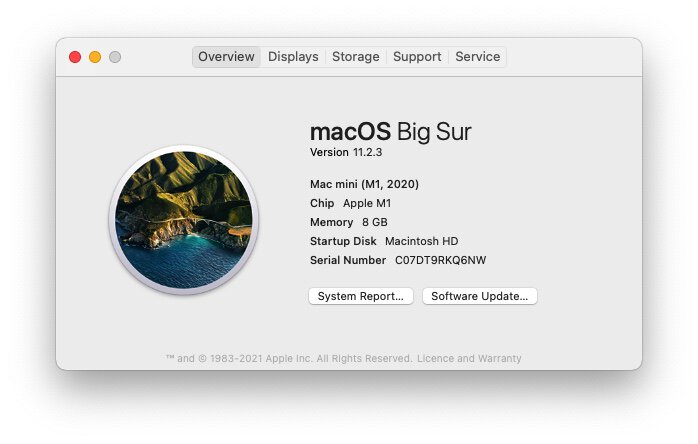 Overview Displays Storage Support Service
macOS Big Sur
Version 11.2.3
Mac mini (M1, 2020)
Chip Apple M1
Memory 8 GB
Startup Disk Macintosh HD
Serial Number C07DT9RKQ6NW
System Report... Software Update...
™ and © 1983-2021 Apple Inc. All Rights Reserved. Licence and Warranty